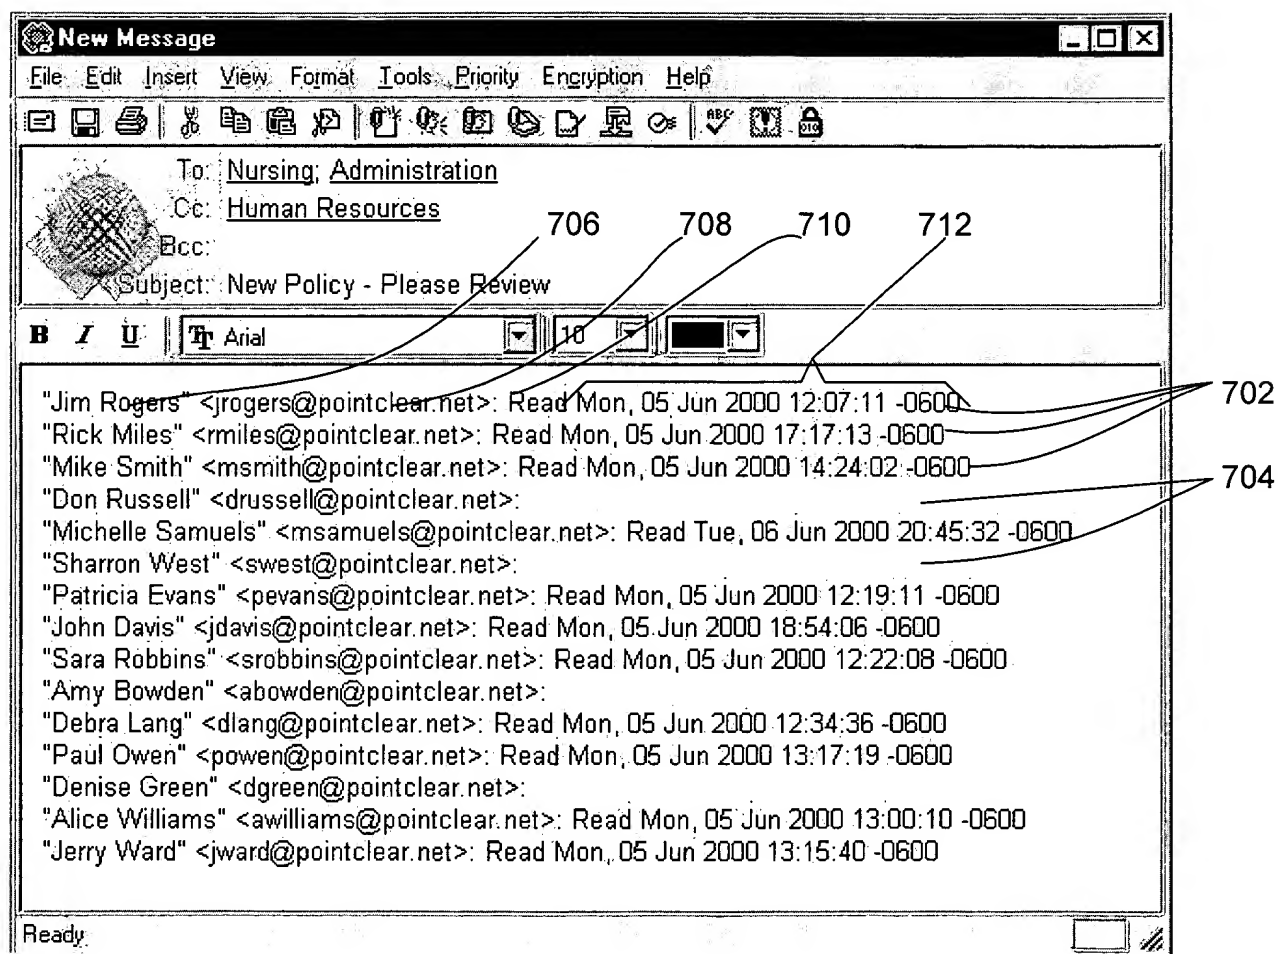 New Message
File Edit Insert View Format Tools Priority Encryption Help
ABC
010
To: Nursing; Administration
Cc: Human Resources
706 708 710 712
Bcc:
Subject: New Policy - Please Review
B I U Tr Arial 10
"Jim Rogers" <jrogers@pointclear.net>: Read Mon, 05 Jun 2000 12:07:11 -0600
702
"Rick Miles" <rmiles@pointclear.net>: Read Mon, 05 Jun 2000 17:17:13 -0600
"Mike Smith" <msmith@pointclear.net>: Read Mon, 05 Jun 2000 14:24:02 -0600
704
"Don Russell" <drussell@pointclear.net>:
"Michelle Samuels" <msamuels@pointclear.net>: Read Tue, 06 Jun 2000 20:45:32 -0600
"Sharron West" <swest@pointclear.net>:
"Patricia Evans" <pevans@pointclear.net>: Read Mon, 05 Jun 2000 12:19:11 -0600
"John Davis" <jdavis@pointclear.net>: Read Mon, 05 Jun 2000 18:54:06 -0600
"Sara Robbins" <srobbins@pointclear.net>: Read Mon, 05 Jun 2000 12:22:08 -0600
"Amy Bowden" <abowden@pointclear.net>:
"Debra Lang" <dlang@pointclear.net>: Read Mon, 05 Jun 2000 12:34:36 -0600
"Paul Owen" <powen@pointclear.net>: Read Mon, 05 Jun 2000 13:17:19 -0600
"Denise Green" <dgreen@pointclear.net>:
"Alice Williams" <awilliams@pointclear.net>: Read Mon, 05 Jun 2000 13:00:10 -0600
"Jerry Ward" <jward@pointclear.net>: Read Mon, 05 Jun 2000 13:15:40 -0600
Ready